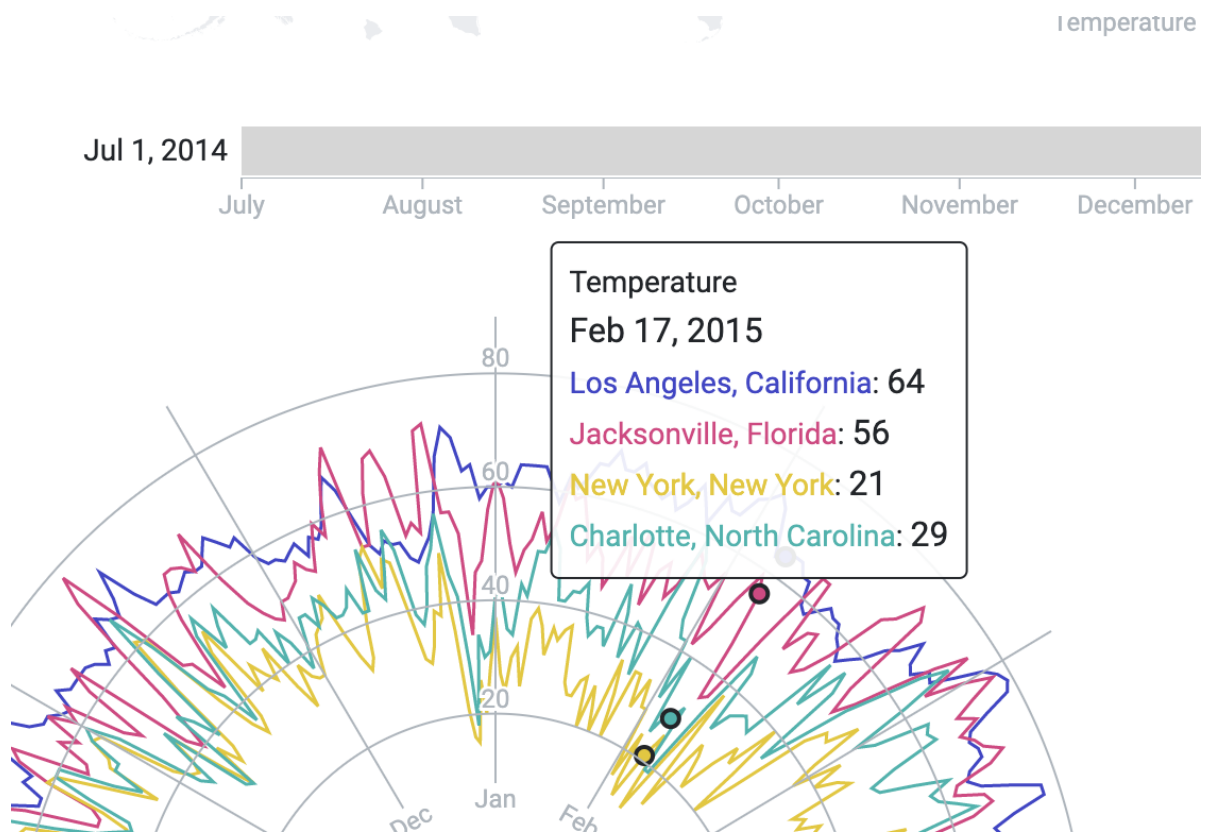 Temperature
Jul 1, 2014
July August September October November December
Temperature
Feb 17, 2015
Los Angeles, California: 64
Jacksonville, Florida: 56
New York, New York: 21
Charlotte, North Carolina: 29
80
60
40
20
Dec Jan Feb